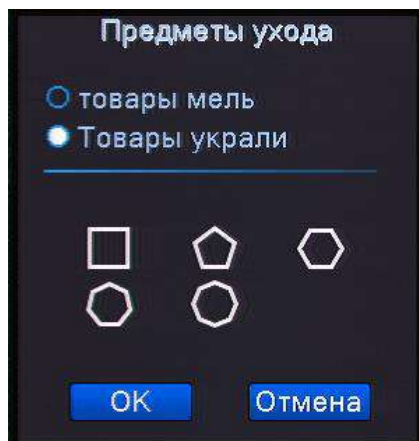 Предметы ухода
товары мель
Товары украли
OK
Отмена